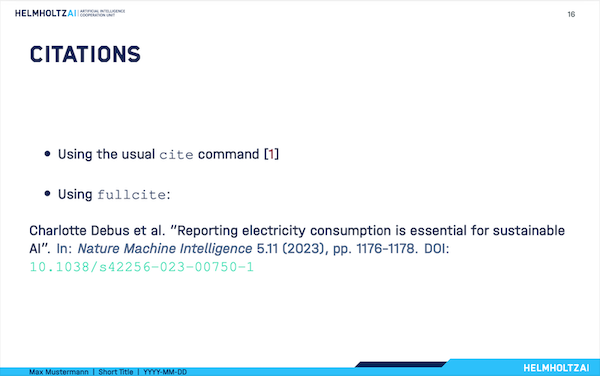 HELMHOLTZAI | ARTIFICIAL INTELLIGENCE
COOPERATION UNIT
16
CITATIONS
• Using the usual cite command [1]
• Using fullcite:
Charlotte Debus et al. "Reporting electricity consumption is essential for sustainable
AI". In: Nature Machine Intelligence 5.11 (2023), pp. 1176-1178. DOI:
10.1038/s42256-023-00750-1
Max Mustermann | Short Title | YYYY-MM-DD
HELMHOLTZAI